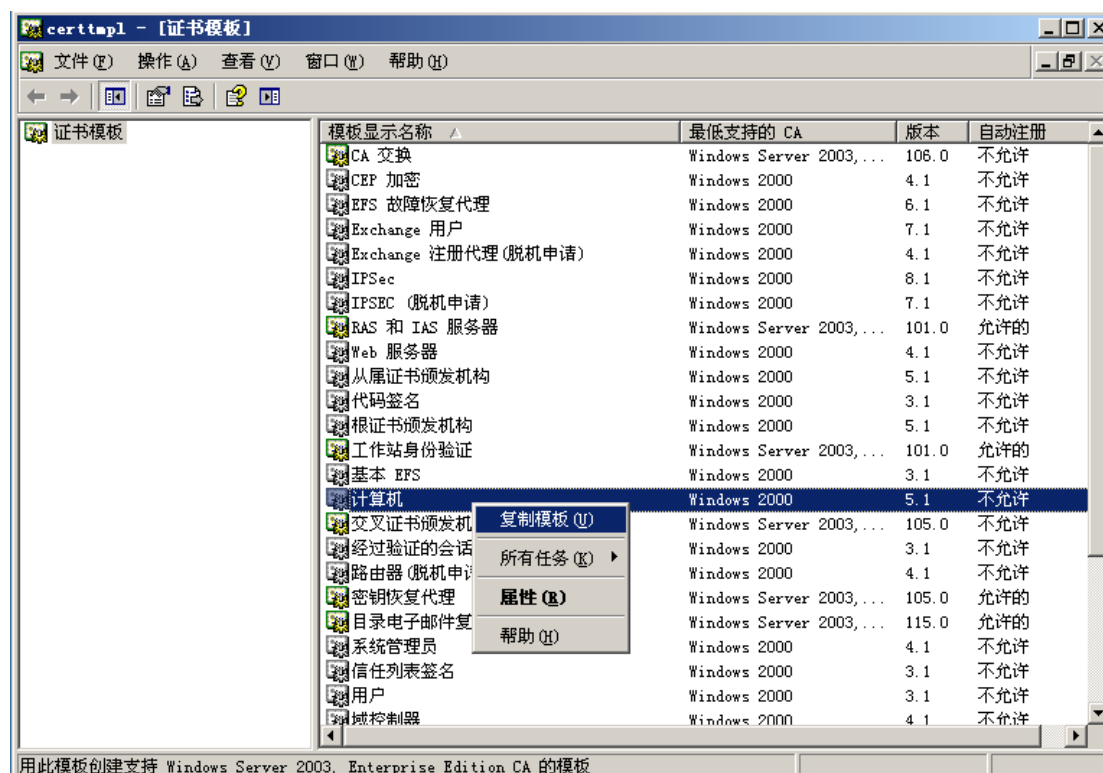 certtmpl - [证书模板]
文件(F) 操作(A) 查看(V) 窗口(W) 帮助(H)
证书模板
模板显示名称 最低支持的 CA 版本 自动注册
CA 交换 Windows Server 2003,... 106.0 不允许
CEP 加密 Windows 2000 4.1 不允许
EFS 故障恢复代理 Windows 2000 6.1 不允许
Exchange 用户 Windows 2000 7.1 不允许
Exchange 注册代理(脱机申请) Windows 2000 4.1 不允许
IPSec Windows 2000 8.1 不允许
IPSEC (脱机申请) Windows 2000 7.1 不允许
RAS 和 IAS 服务器 Windows Server 2003,... 101.0 允许的
Web 服务器 Windows 2000 4.1 不允许
从属证书颁发机构 Windows 2000 5.1 不允许
代码签名 Windows 2000 3.1 不允许
根证书颁发机构 Windows 2000 5.1 不允许
工作站身份验证 Windows Server 2003,... 101.0 允许的
基本 EFS Windows 2000 3.1 不允许
计算机 Windows 2000 5.1 不允许
交叉证书颁发机 Windows Server 2003,... 105.0 不允许
经过验证的会话 Windows 2000 3.1 不允许
路由器(脱机申 Windows 2000 4.1 不允许
密钥恢复代理 Windows Server 2003,... 105.0 允许的
目录电子邮件复 Windows Server 2003,... 115.0 允许的
系统管理员 Windows 2000 4.1 不允许
信任列表签名 Windows 2000 3.1 不允许
用户 Windows 2000 3.1 不允许
域控制器 Windows 2000 4.1 不允许
复制模板(U)
所有任务(K)
属性(R)
帮助(H)
用此模板创建支持 Windows Server 2003, Enterprise Edition CA 的模板